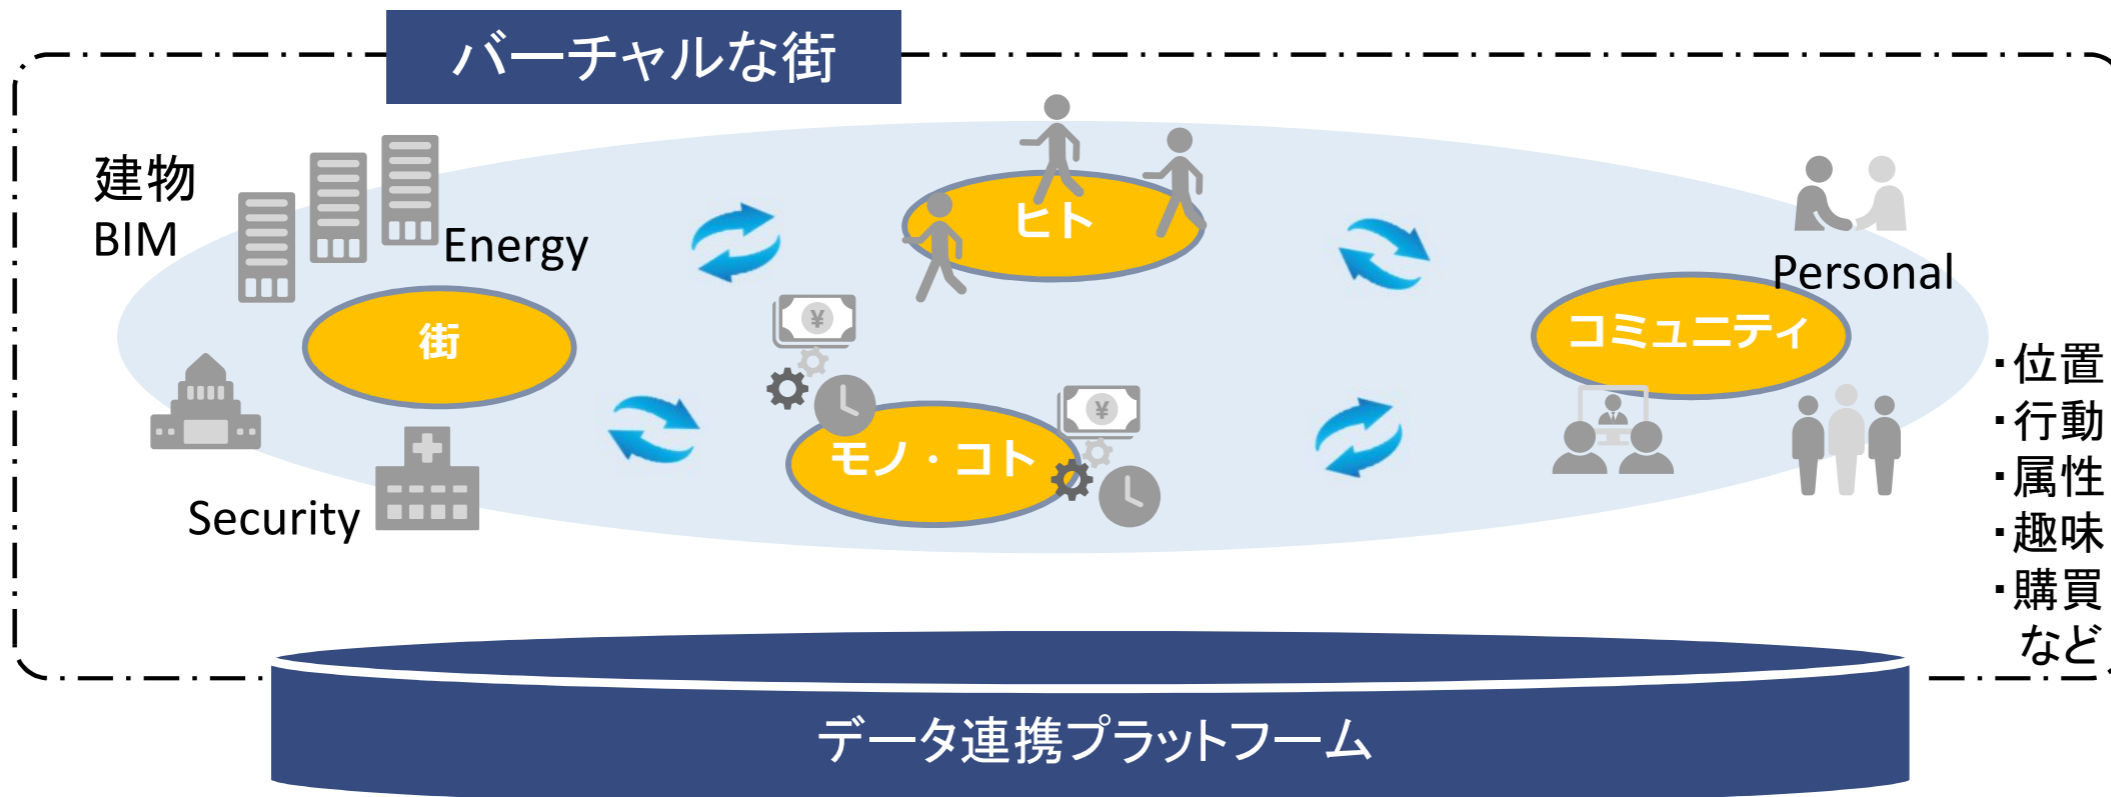 バーチャルな街
建物
BIM
Energy
ヒト
Personal
街
コミュニティ
¥
¥
モノ・コト
Security
・位置
・行動
・属性
・趣味
・購買
など
データ連携プラットフーム